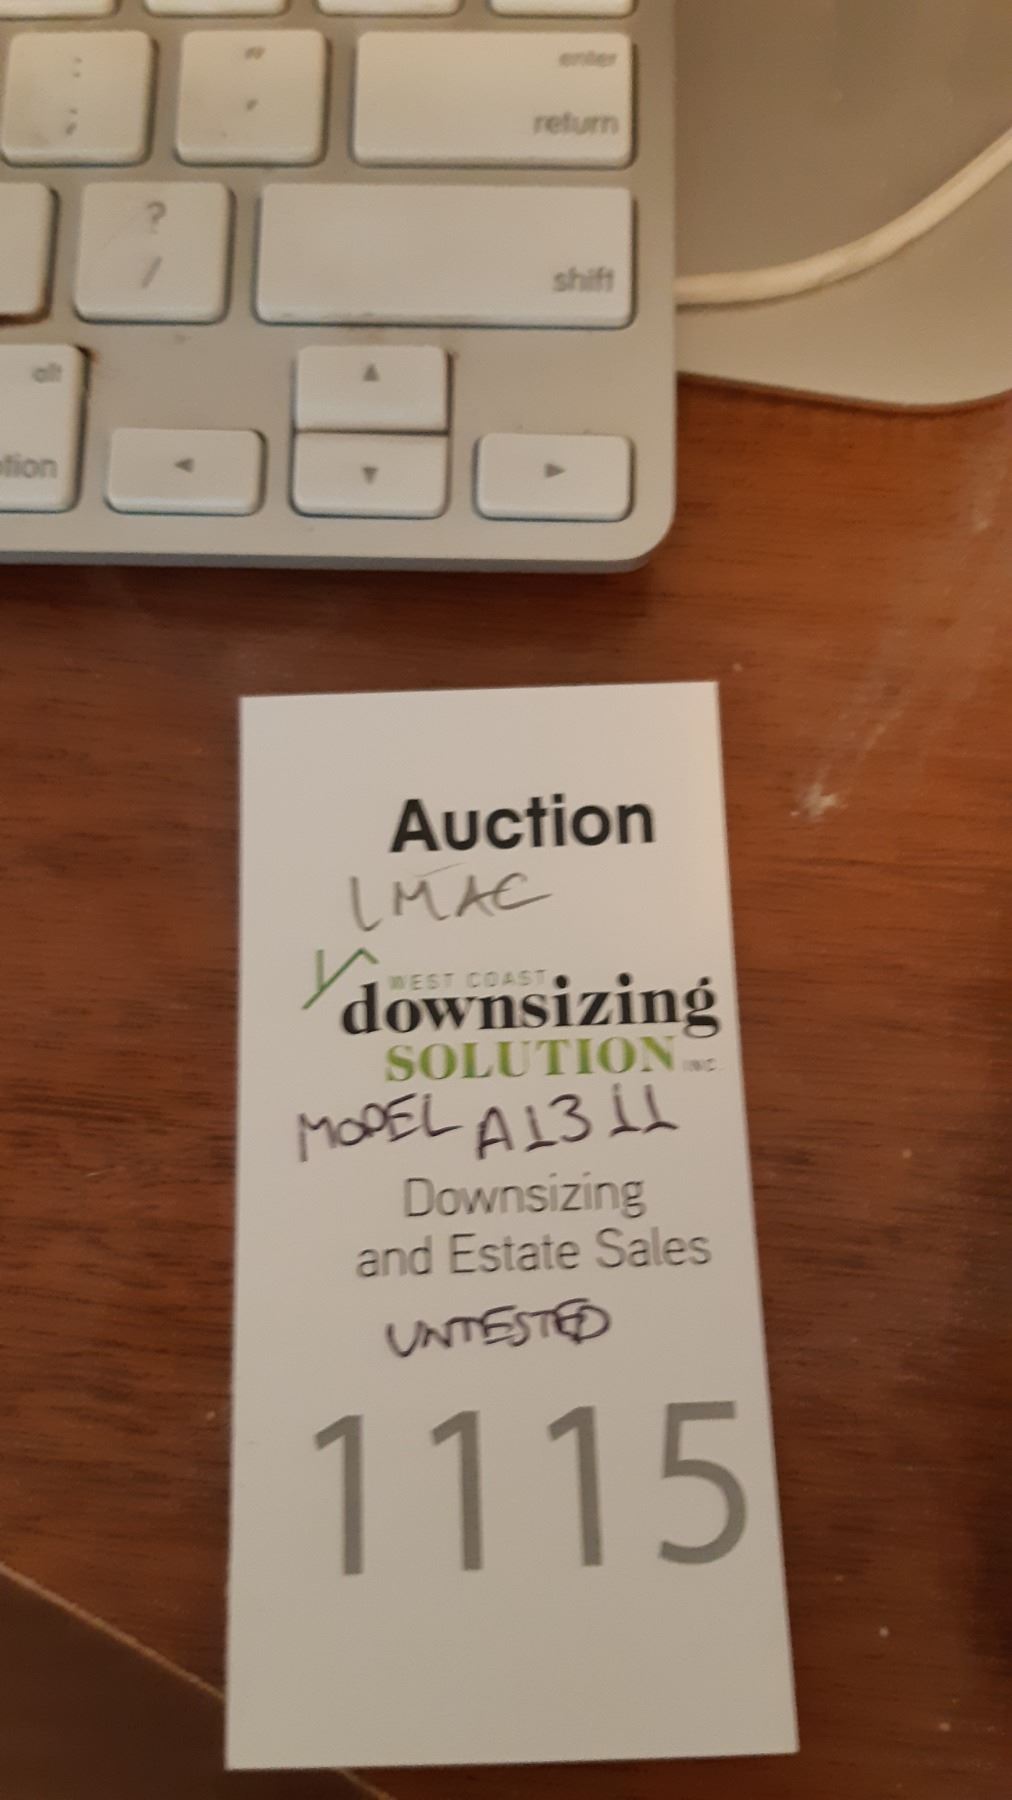 : " enter
; ' return
? shift
/
alt ▲
◄ ▼ ►
Auction
IMAC
WEST COAST
downsizing
SOLUTION INC.
MODEL A1311
Downsizing
and Estate Sales
UNTESTED
1115